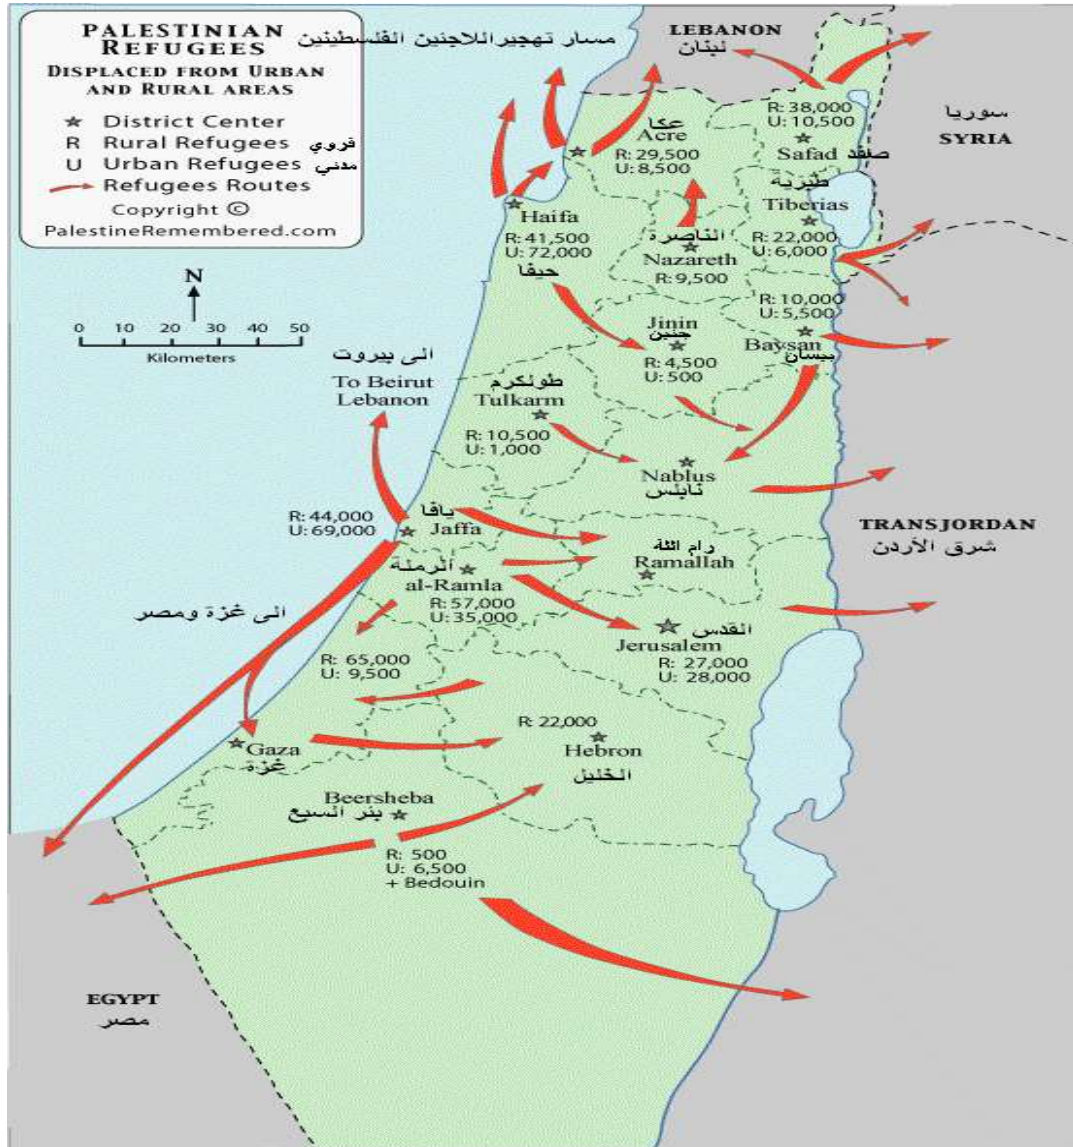 PALESTINIAN
REFUGEES
DISPLACED FROM URBAN
AND RURAL AREAS
District Center
R Rural Refugees قروي
U Urban Refugees مدني
Refugees Routes
Copyright ©
PalestineRemembered.com
مسار تهجير اللاجئين الفلسطينين
LEBANON
لبنان
سوريا
SYRIA
N
0 10 20 30 40 50
Kilometers
عكا
Acre
R: 29,500
U: 8,500
R: 38,000
U: 10,500
Safad صفد
طبرية
Tiberias
R: 22,000
U: 6,000
Haifa
R: 41,500
U: 72,000
حيفا
الناصرة
Nazareth
R: 9,500
R: 10,000
U: 5,500
Baysan
بيسان
Jinin
جنين
R: 4,500
U: 500
الى بيروت
To Beirut
Lebanon
طولكرم
Tulkarm
R: 10,500
U: 1,000
Nablus
نابلس
R: 44,000
U: 69,000
يافا
Jaffa
الرملة
al-Ramla
R: 57,000
U: 35,000
رام الله
Ramallah
TRANSJORDAN
شرق الأردن
الى غزة ومصر
القدس
Jerusalem
R: 27,000
U: 28,000
R: 65,000
U: 9,500
Gaza
غزة
R: 22,000
Hebron
الخليل
Beersheba
بئر السبع
R: 500
U: 6,500
+ Bedouin
EGYPT
مصر